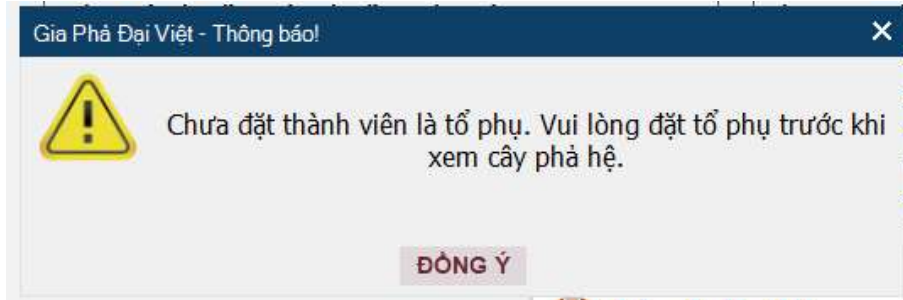 Gia Phả Đại Việt - Thông báo!
Chưa đặt thành viên là tổ phụ. Vui lòng đặt tổ phụ trước khi
xem cây phả hệ.
ĐỒNG Ý